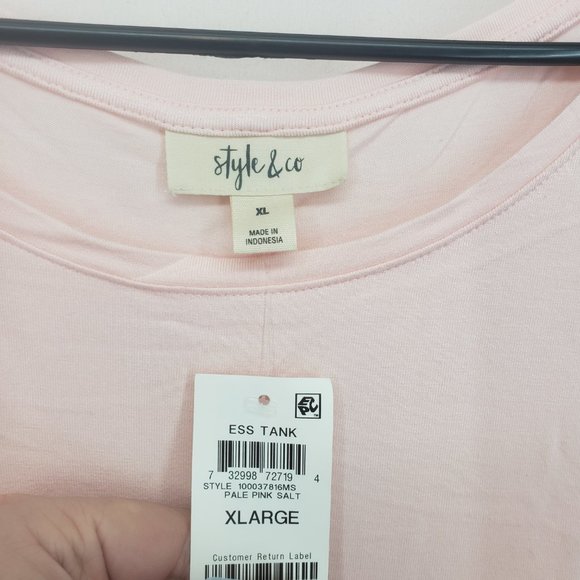 style & co
XL
MADE IN
INDONESIA
ESS TANK
7 32998 72719 4
STYLE 100037816MS
PALE PINK SALT
XLARGE
Customer Return Label